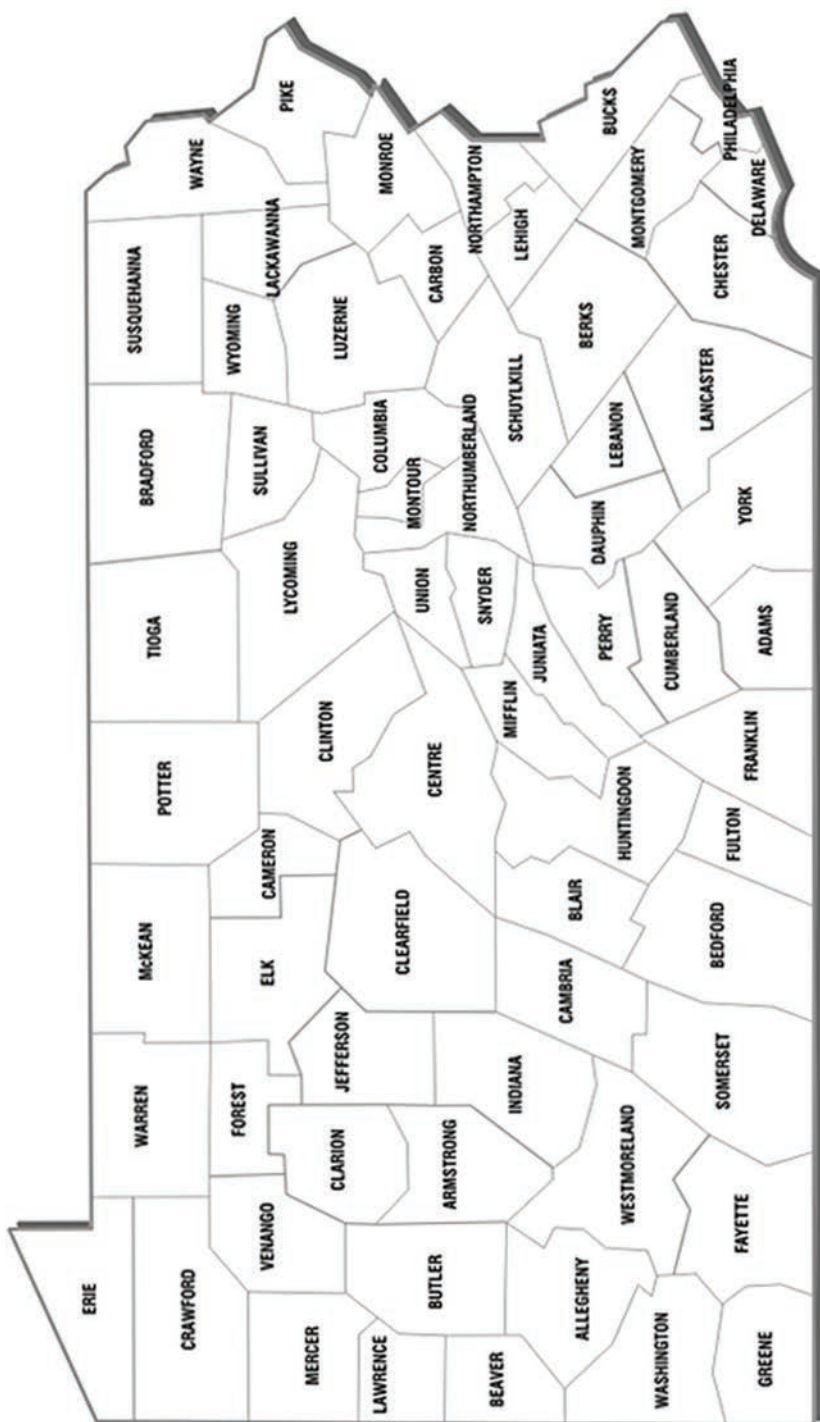 ERIE
CRAWFORD
WARREN
McKEAN
POTTER
TIOGA
BRADFORD
SUSQUEHANNA
WAYNE
PIKE
WYOMING
LACKAWANNA
SULLIVAN
VENANGO
FOREST
ELK
CAMERON
CLINTON
LYCOMING
LUZERNE
MONROE
MERCER
CLARION
JEFFERSON
CLEARFIELD
CENTRE
UNION
MONTOUR
COLUMBIA
CARBON
LAWRENCE
BUTLER
ARMSTRONG
SNYDER
NORTHUMBERLAND
NORTHAMPTON
BEAVER
INDIANA
MIFFLIN
JUNIATA
SCHUYLKILL
LEHIGH
ALLEGHENY
CAMBRIA
BLAIR
HUNTINGDON
PERRY
DAUPHIN
LEBANON
BERKS
BUCKS
MONTGOMERY
WASHINGTON
WESTMORELAND
CUMBERLAND
LANCASTER
CHESTER
PHILADELPHIA
DELAWARE
GREENE
FAYETTE
SOMERSET
BEDFORD
FULTON
FRANKLIN
ADAMS
YORK